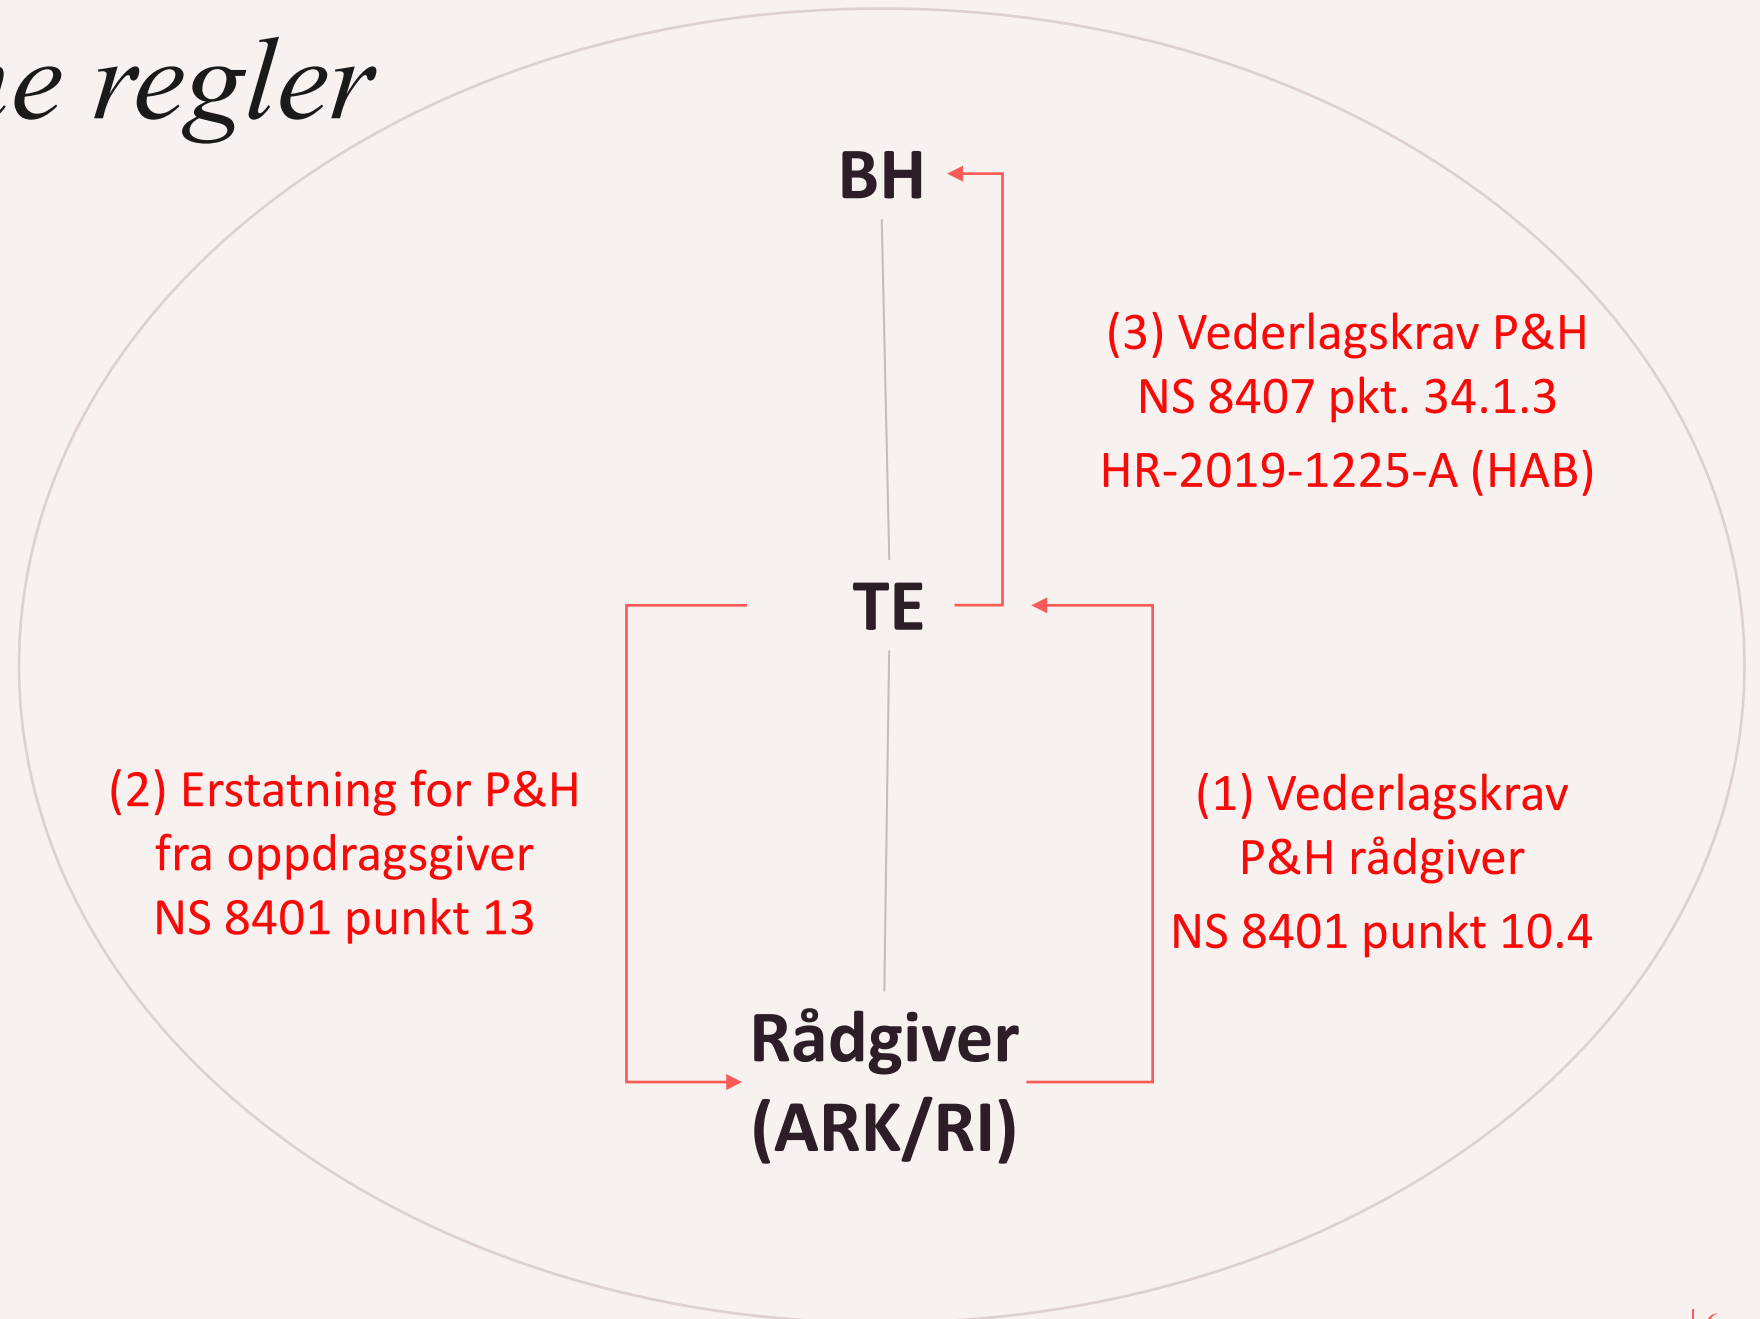 regler
BH
(3) Vederlagskrav P&H
NS 8407 pkt. 34.1.3
HR-2019-1225-A (HAB)
TE
(2) Erstatning for P&H
fra oppdragsgiver
NS 8401 punkt 13
(1) Vederlagskrav
P&H rådgiver
NS 8401 punkt 10.4
Rådgiver
(ARK/RI)